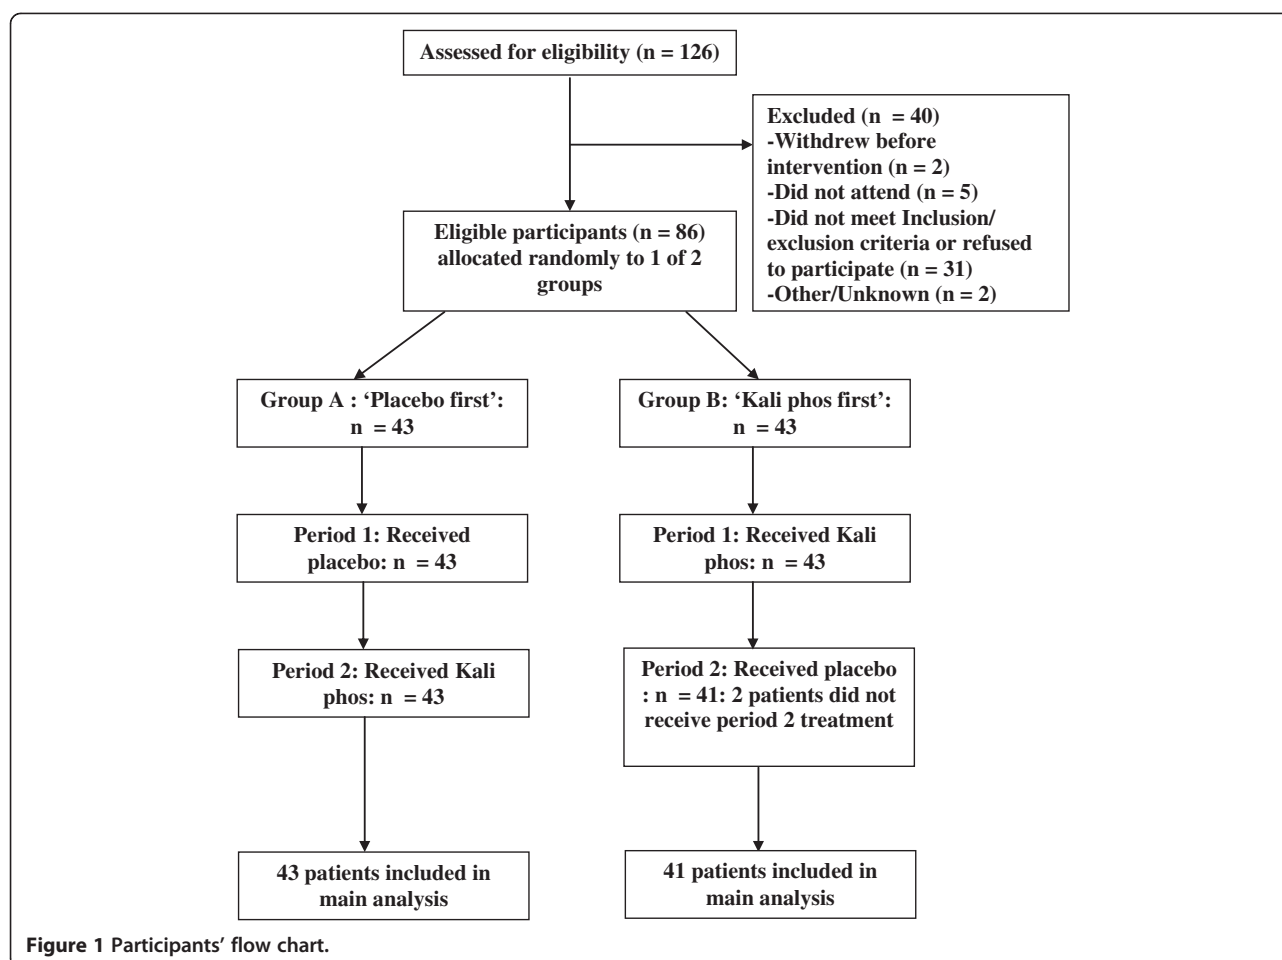 Assessed for eligibility (n = 126)
Excluded (n = 40)
-Withdrew before
intervention (n = 2)
-Did not attend (n = 5)
-Did not meet Inclusion/
exclusion criteria or refused
to participate (n = 31)
-Other/Unknown (n = 2)
Eligible participants (n = 86)
allocated randomly to 1 of 2
groups
Group A : ‘Placebo first’:
n = 43
Group B: ‘Kali phos first’:
n = 43
Period 1: Received
placebo: n = 43
Period 1: Received Kali
phos: n = 43
Period 2: Received Kali
phos: n = 43
Period 2: Received placebo
: n = 41: 2 patients did not
receive period 2 treatment
43 patients included in
main analysis
41 patients included in
main analysis
Figure 1 Participants’ flow chart.